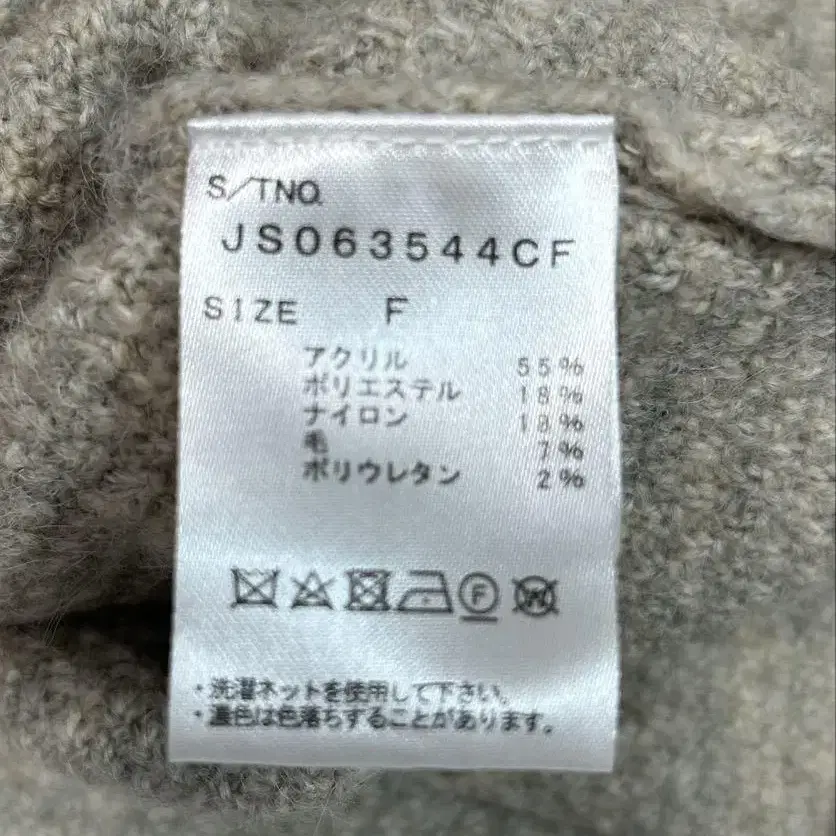 S/TNO.
JS063544CF
SIZE F
アクリル 55%
ポリエステル 18%
ナイロン 18%
毛 7%
ポリウレタン 2%
F
W
・洗濯ネットを使用して下さい。
・濃色は色落ちすることがあります。